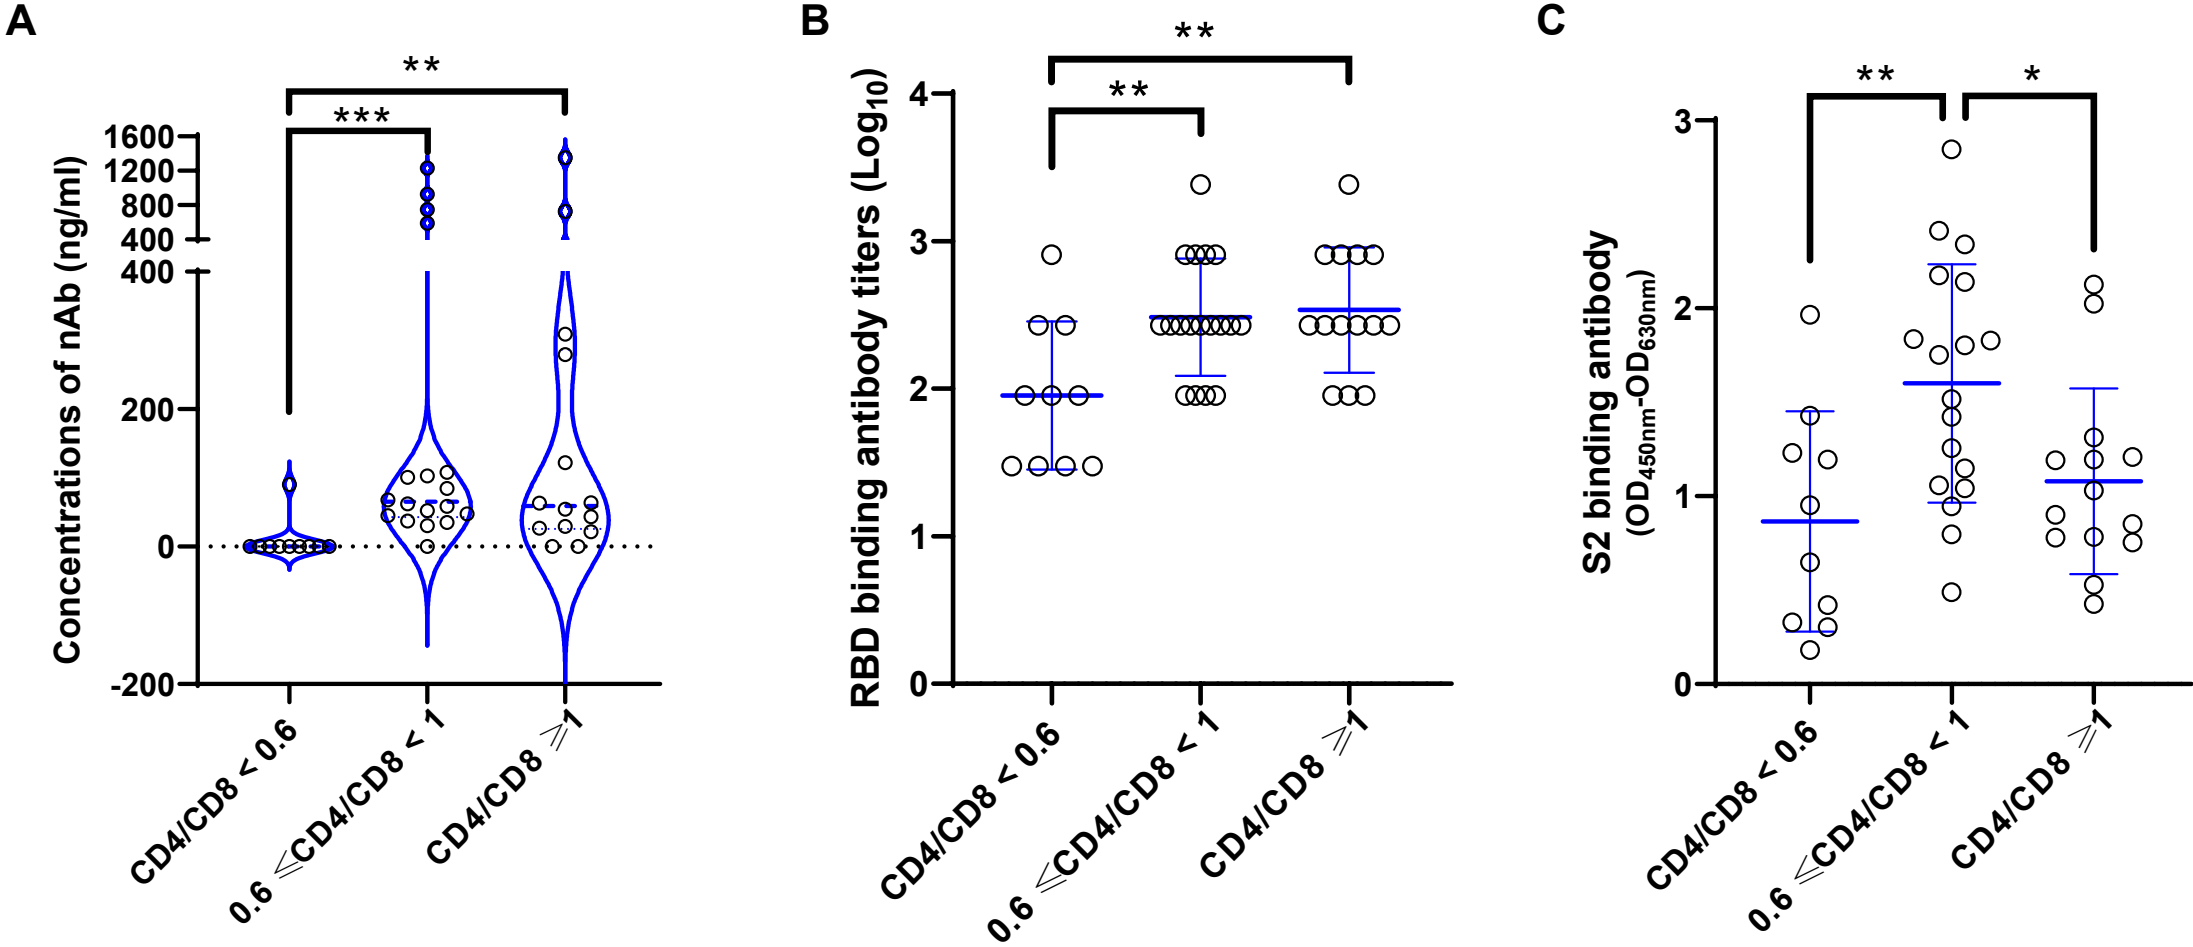 A
Concentrations of nAb (ng/ml)
**
***
1600
1200
800
400
400
200
0
-200
CD4/CD8 < 0.6
0.6 ⩽CD4/CD8 < 1
CD4/CD8 ⩾1
B
RBD binding antibody titers (Log10)
**
**
4
3
2
1
0
CD4/CD8 < 0.6
0.6 ⩽CD4/CD8 < 1
CD4/CD8 ⩾1
C
S2 binding antibody
(OD450nm-OD630nm)
**
*
3
2
1
0
CD4/CD8 < 0.6
0.6 ⩽CD4/CD8 < 1
CD4/CD8 ⩾1